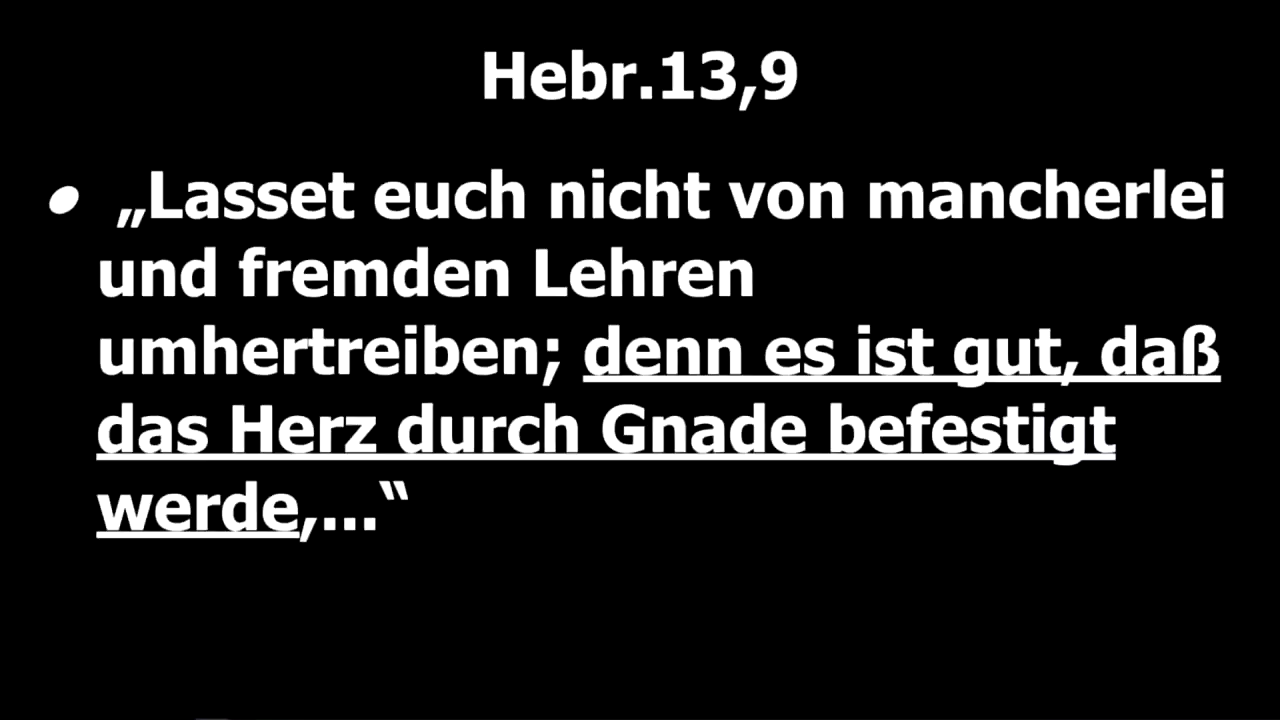 Hebr.13,9
• „Lasset euch nicht von mancherlei
und fremden Lehren
umhertreiben; denn es ist gut, daß
das Herz durch Gnade befestigt
werde,...“